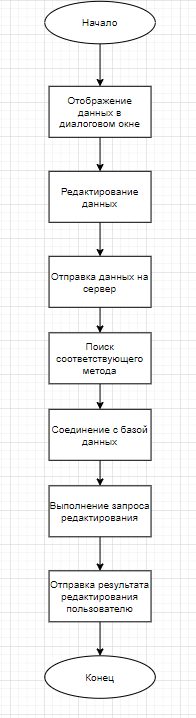 Начало
Отображение
данных в
диалоговом окне
Редактирование
данных
Отправка данных на
сервер
Поиск
соответствующего
метода
Соединение с базой
данных
Выполнение запроса
редактирования
Отправка результата
редактирования
пользователю
Конец